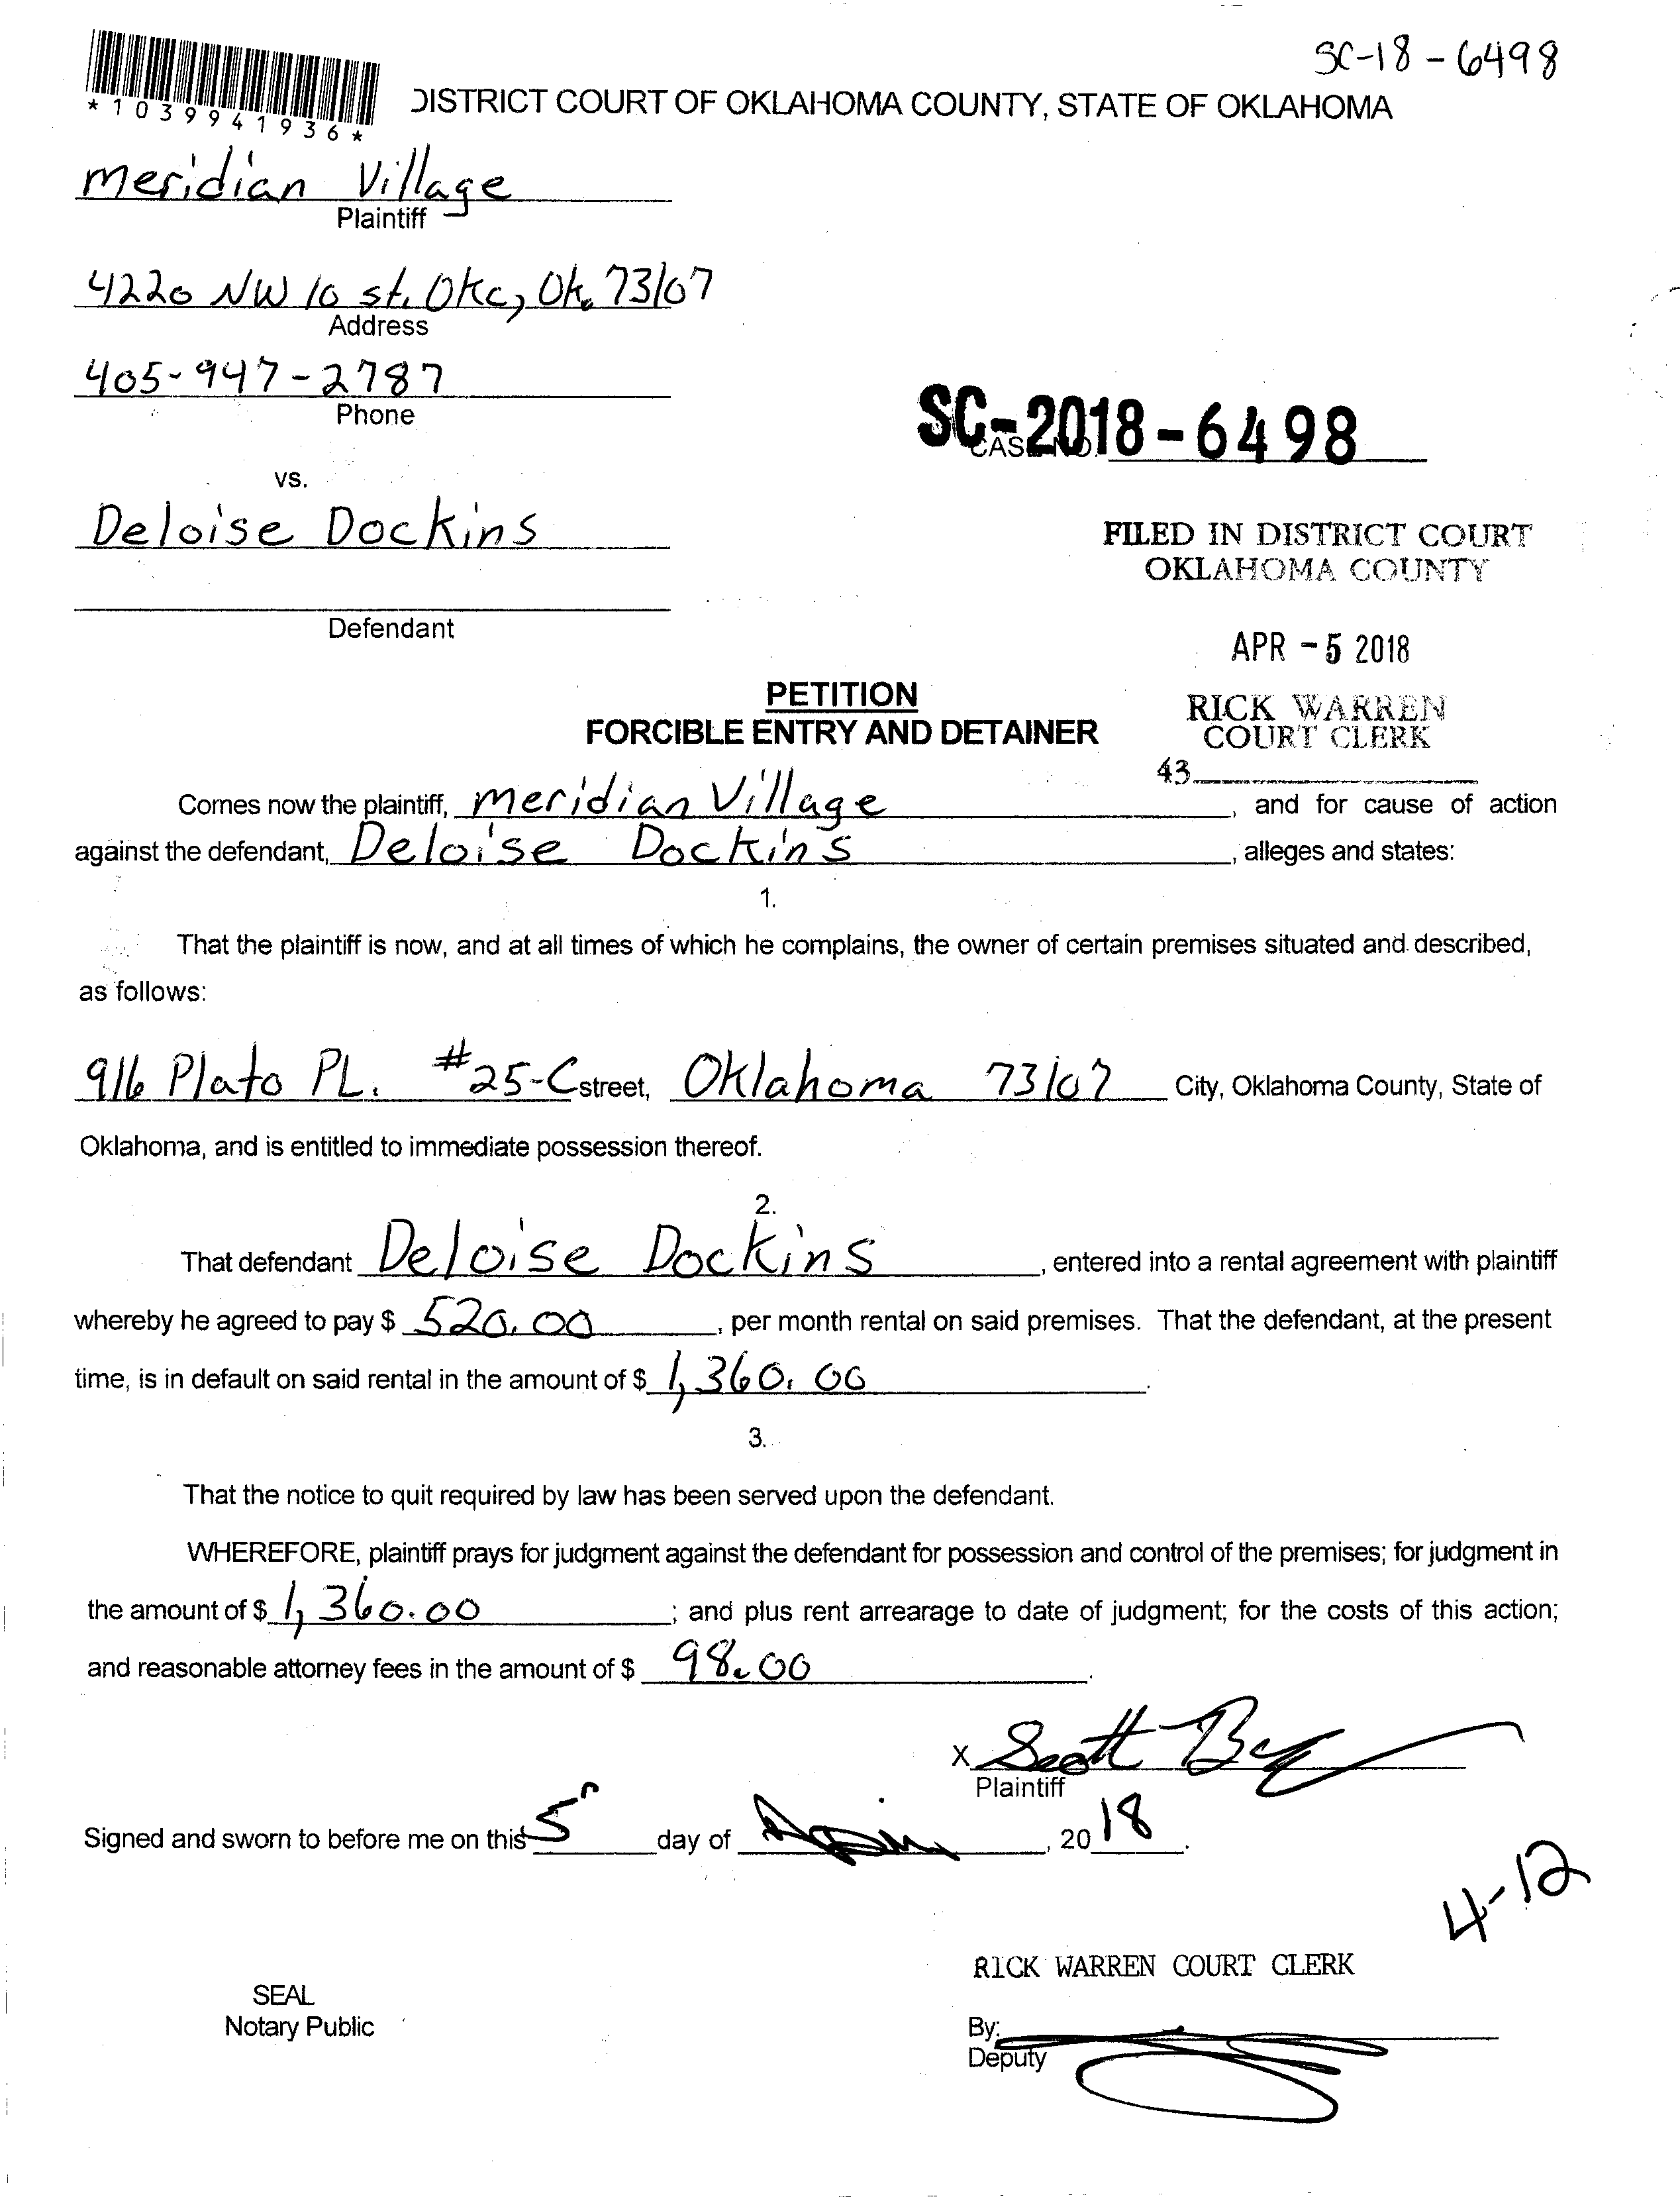 SC-18-6498
*1039941936*
DISTRICT COURT OF OKLAHOMA COUNTY, STATE OF OKLAHOMA
Meridian Village
Plaintiff
4220 NW 10 st. Okc, Ok. 73107
Address
405-947-2787
Phone
SC-2018-6498
CASE NO.
vs.
Deloise Dockins
Defendant
FILED IN DISTRICT COURT
OKLAHOMA COUNTY
APR -5 2018
RICK WARREN
COURT CLERK
43
PETITION
FORCIBLE ENTRY AND DETAINER
Comes now the plaintiff, Meridian Village, and for cause of action
against the defendant, Deloise Dockins, alleges and states:
1.
That the plaintiff is now, and at all times of which he complains, the owner of certain premises situated and described,
as follows:
916 Plato PL. #25-C street, Oklahoma 73107 City, Oklahoma County, State of
Oklahoma, and is entitled to immediate possession thereof.
2.
That defendant Deloise Dockins, entered into a rental agreement with plaintiff
whereby he agreed to pay $ 520.00, per month rental on said premises. That the defendant, at the present
time, is in default on said rental in the amount of $ 1,360.00.
3.
That the notice to quit required by law has been served upon the defendant.
WHEREFORE, plaintiff prays for judgment against the defendant for possession and control of the premises; for judgment in
the amount of $ 1,360.00; and plus rent arrearage to date of judgment; for the costs of this action;
and reasonable attorney fees in the amount of $ 98.00.
X Scott
Plaintiff
Signed and sworn to before me on this 5 day of April, 2018.
4-12
RICK WARREN COURT CLERK
SEAL
Notary Public
By:
Deputy